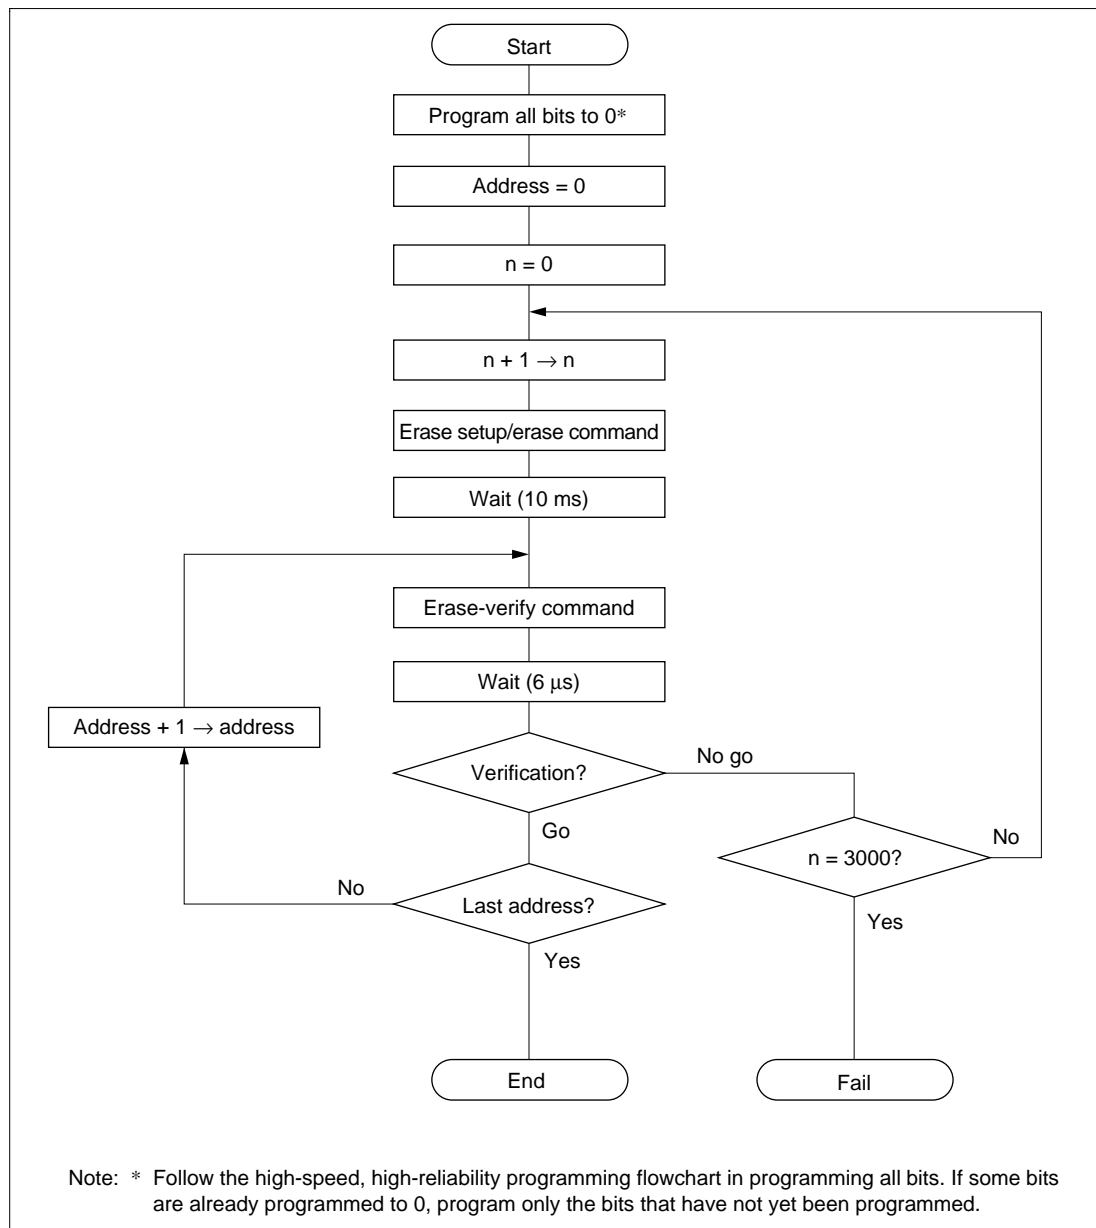 Start
Program all bits to 0*
Address = 0
n = 0
n + 1 → n
Erase setup/erase command
Wait (10 ms)
Erase-verify command
Wait (6 μs)
Address + 1 → address
Verification?
No go
Go
n = 3000?
No
No
Last address?
Yes
Yes
End
Fail
Note: * Follow the high-speed, high-reliability programming flowchart in programming all bits. If some bits
are already programmed to 0, program only the bits that have not yet been programmed.